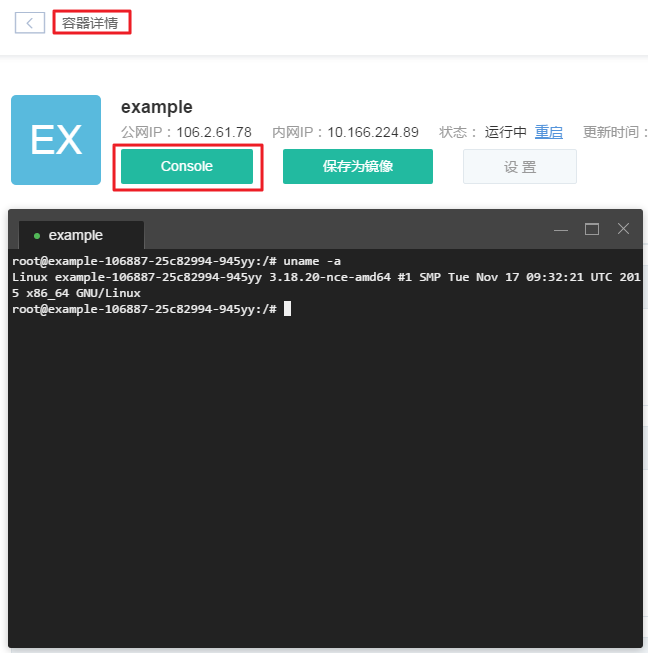 容器详情
EX
example
公网IP：106.2.61.78 内网IP：10.166.224.89 状态： 运行中 重启 更新时间：
Console 保存为镜像 设 置
example
root@example-106887-25c82994-945yy:/# uname -a
Linux example-106887-25c82994-945yy 3.18.20-nce-amd64 #1 SMP Tue Nov 17 09:32:21 UTC 201
5 x86_64 GNU/Linux
root@example-106887-25c82994-945yy:/#